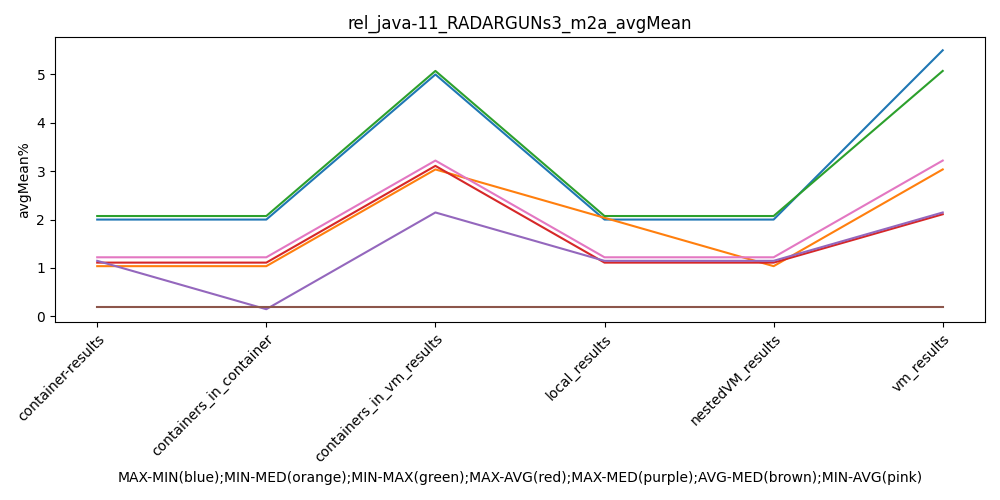 rel_java-11_RADARGUNs3_m2a_avgMean
avgMean%
5
4
3
2
1
0
container-results
containers_in_container
containers_in_vm_results
local_results
nestedVM_results
vm_results
MAX-MIN(blue);MIN-MED(orange);MIN-MAX(green);MAX-AVG(red);MAX-MED(purple);AVG-MED(brown);MIN-AVG(pink)